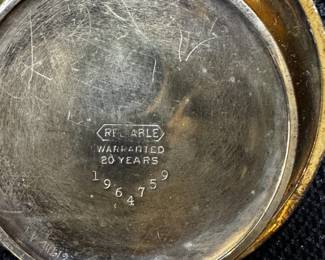 RELIABLE
WARRANTED
20 YEARS
1964759